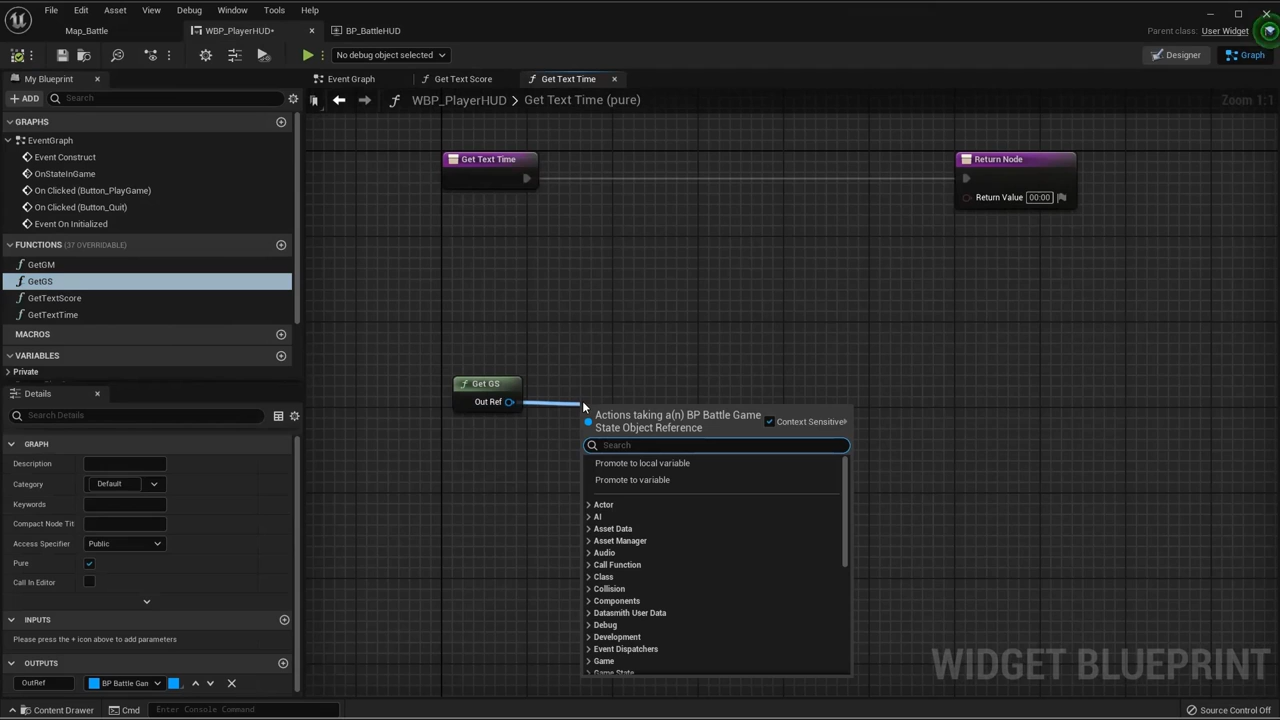 File Edit Asset View Debug Window Tools Help
Map_Battle
WBP_PlayerHUD•
BP_BattleHUD
Parent class: User Widget
No debug object selected
Designer
Graph
My Blueprint
ADD
Search
GRAPHS
EventGraph
Event Construct
OnStateInGame
On Clicked (Button_PlayGame)
On Clicked (Button_Quit)
Event On Initialized
FUNCTIONS (37 OVERRIDABLE)
GetGM
GetGS
GetTextScore
GetTextTime
MACROS
VARIABLES
Private
Details
Search Details
GRAPH
Description
Category Default
Keywords
Compact Node Tit
Access Specifier Public
Pure
Call In Editor
INPUTS
Please press the + icon above to add parameters
OUTPUTS
OutRef BP Battle Gan
Event Graph
Get Text Score
Get Text Time
WBP_PlayerHUD > Get Text Time (pure)
Zoom 1:1
Get Text Time
Return Node
Return Value 00:00
Get GS
Out Ref
Actions taking a(n) BP Battle Game
State Object Reference
Context Sensitive
Search
Promote to local variable
Promote to variable
Actor
AI
Asset Data
Asset Manager
Audio
Call Function
Class
Collision
Components
Datasmith User Data
Debug
Development
Event Dispatchers
Game
Game State
WIDGET BLUEPRINT
Content Drawer
Cmd
Enter Console Command
Source Control Off